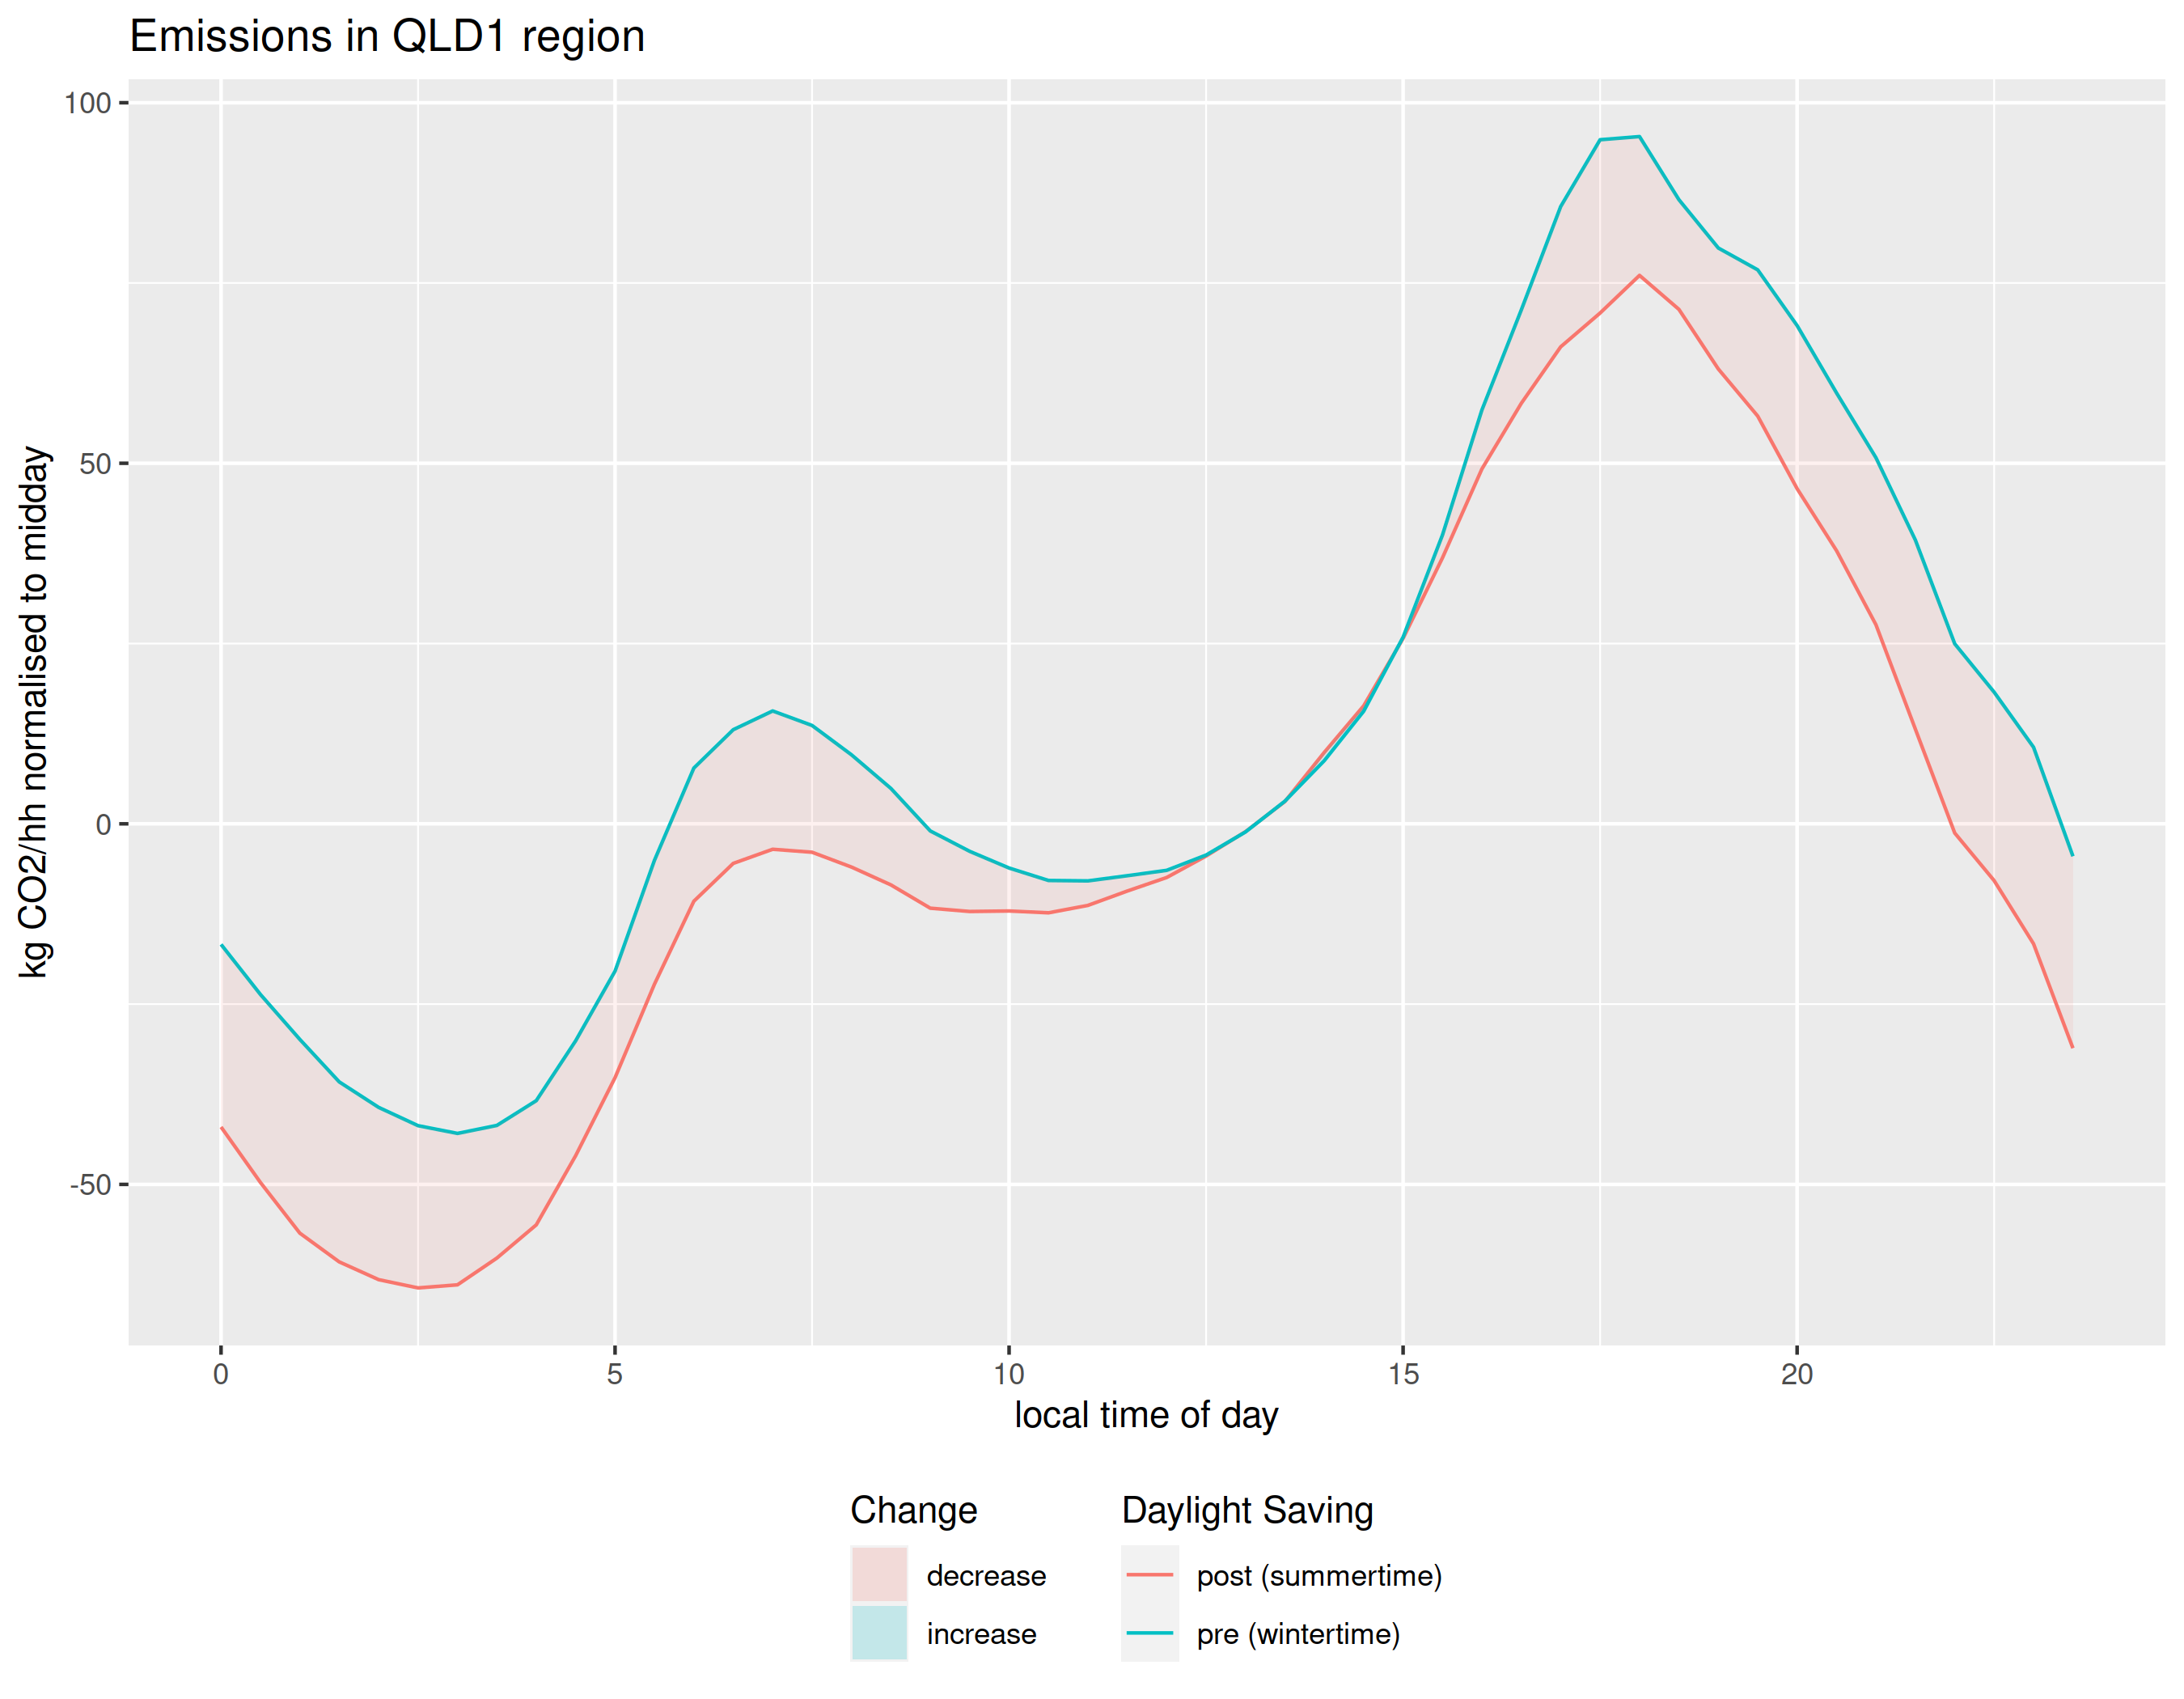 Emissions in QLD1 region
kg CO2/hh normalised to midday
100
50
0
-50
0
5
10
15
20
local time of day
Change
decrease
increase
Daylight Saving
post (summertime)
pre (wintertime)